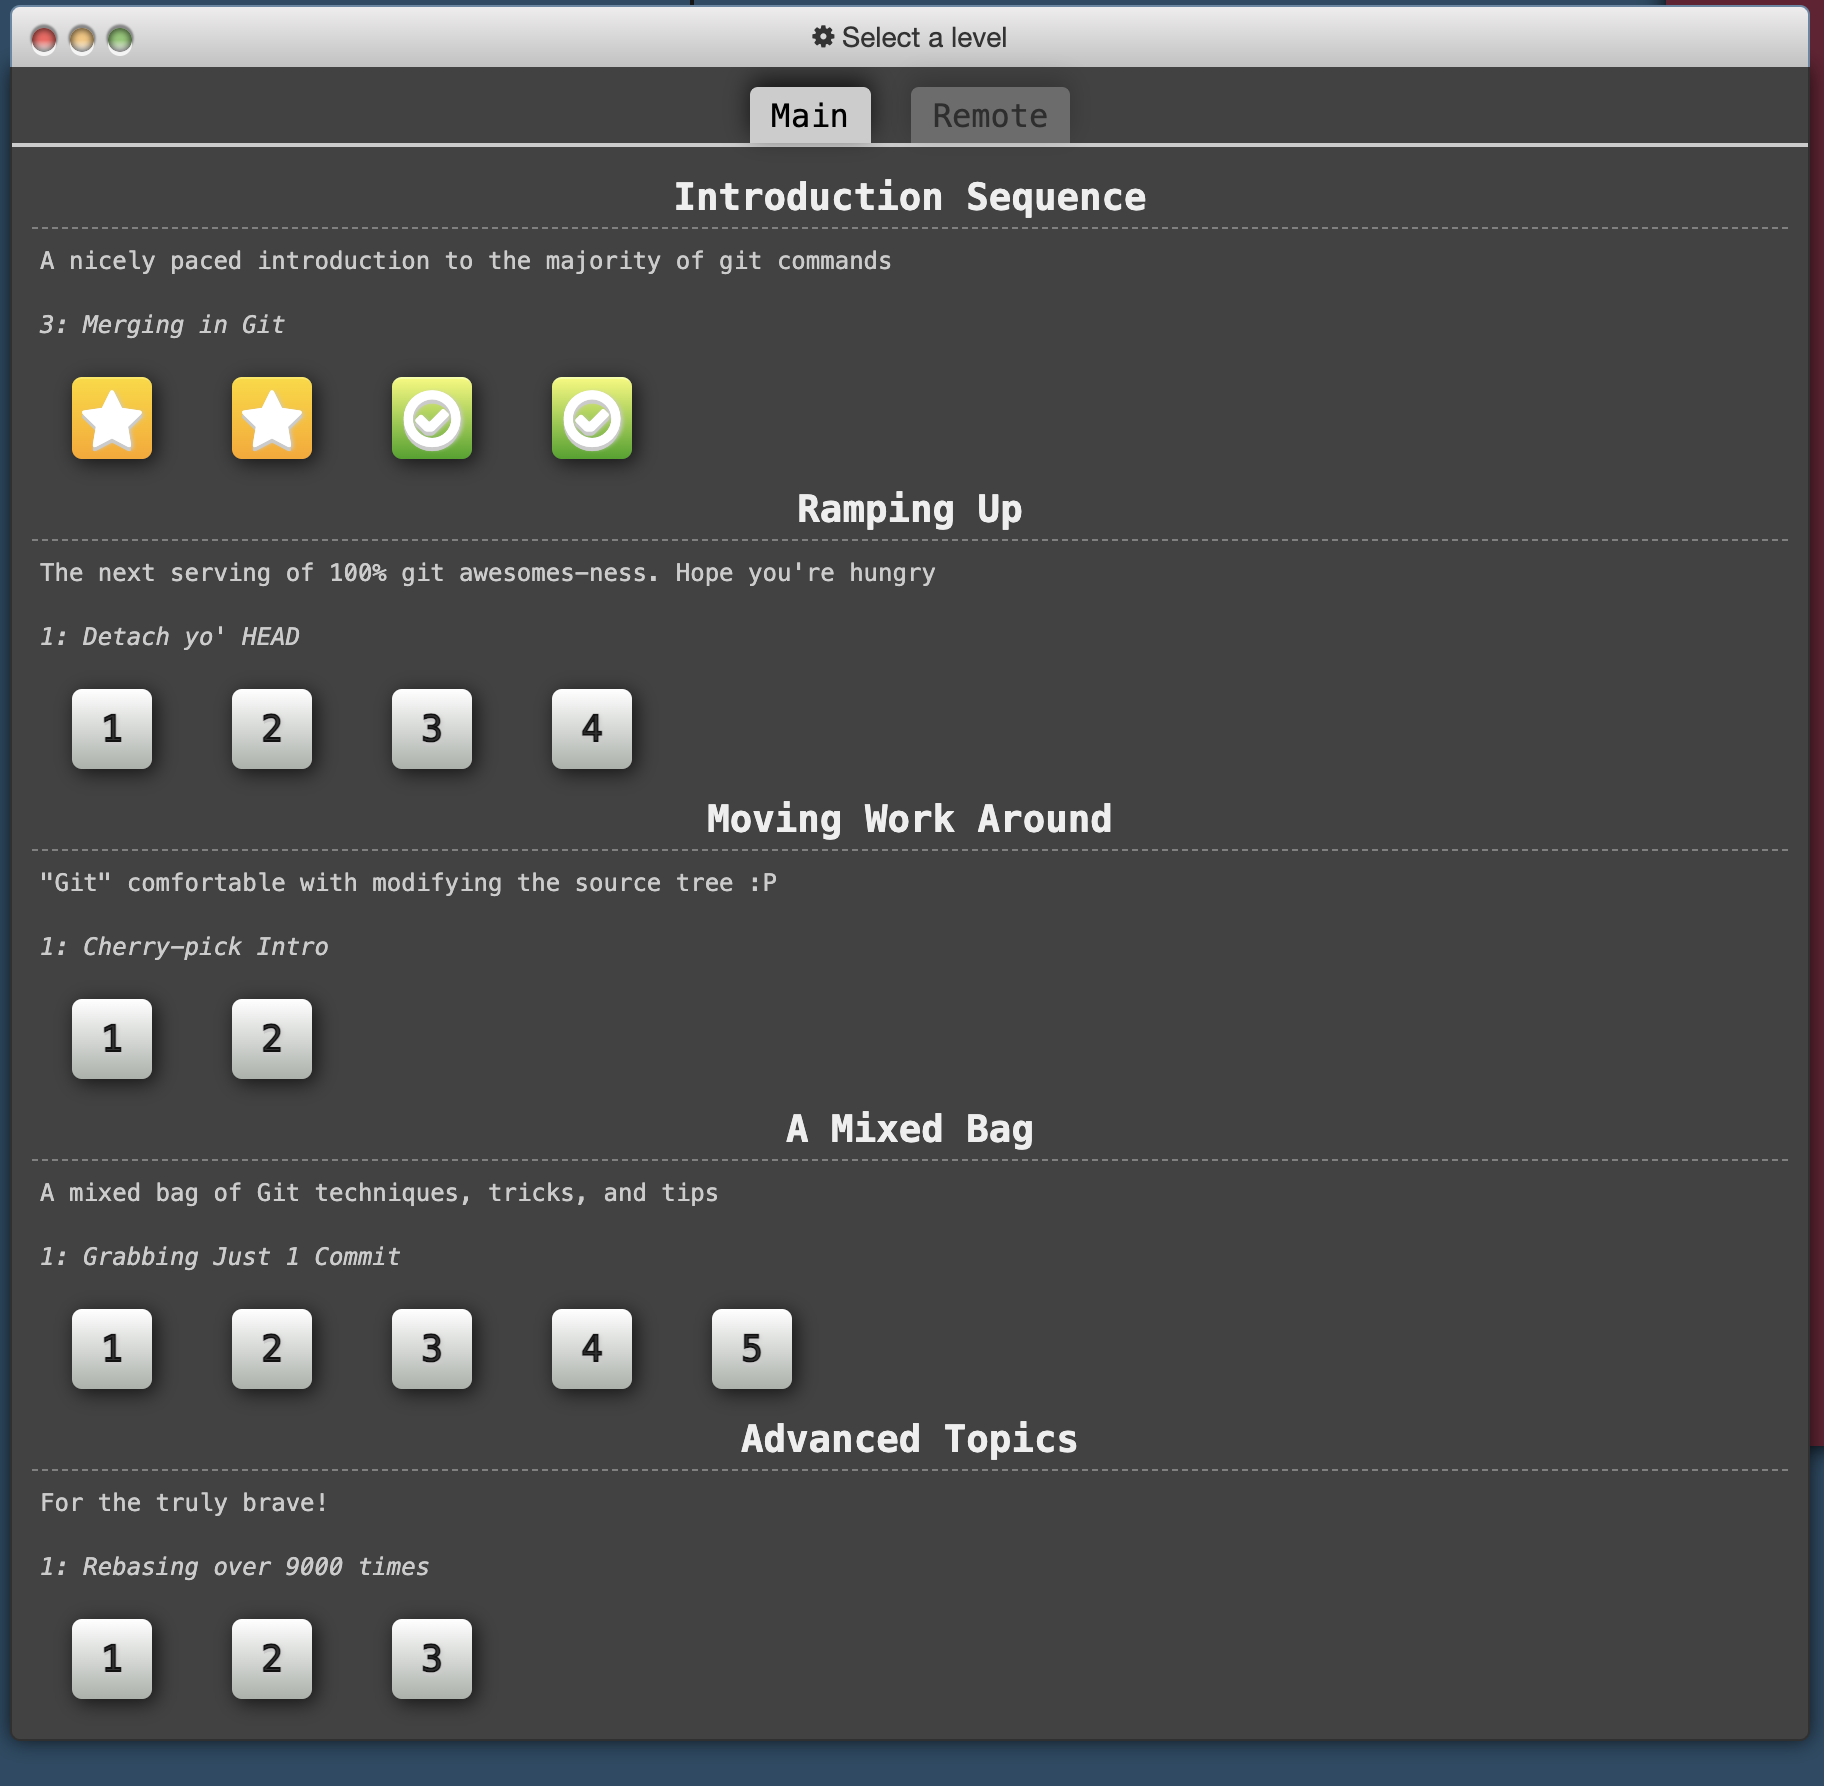 Select a level
Main Remote
Introduction Sequence
A nicely paced introduction to the majority of git commands
3: Merging in Git
Ramping Up
The next serving of 100% git awesomes-ness. Hope you're hungry
1: Detach yo' HEAD
1 2 3 4
Moving Work Around
"Git" comfortable with modifying the source tree :P
1: Cherry-pick Intro
1 2
A Mixed Bag
A mixed bag of Git techniques, tricks, and tips
1: Grabbing Just 1 Commit
1 2 3 4 5
Advanced Topics
For the truly brave!
1: Rebasing over 9000 times
1 2 3